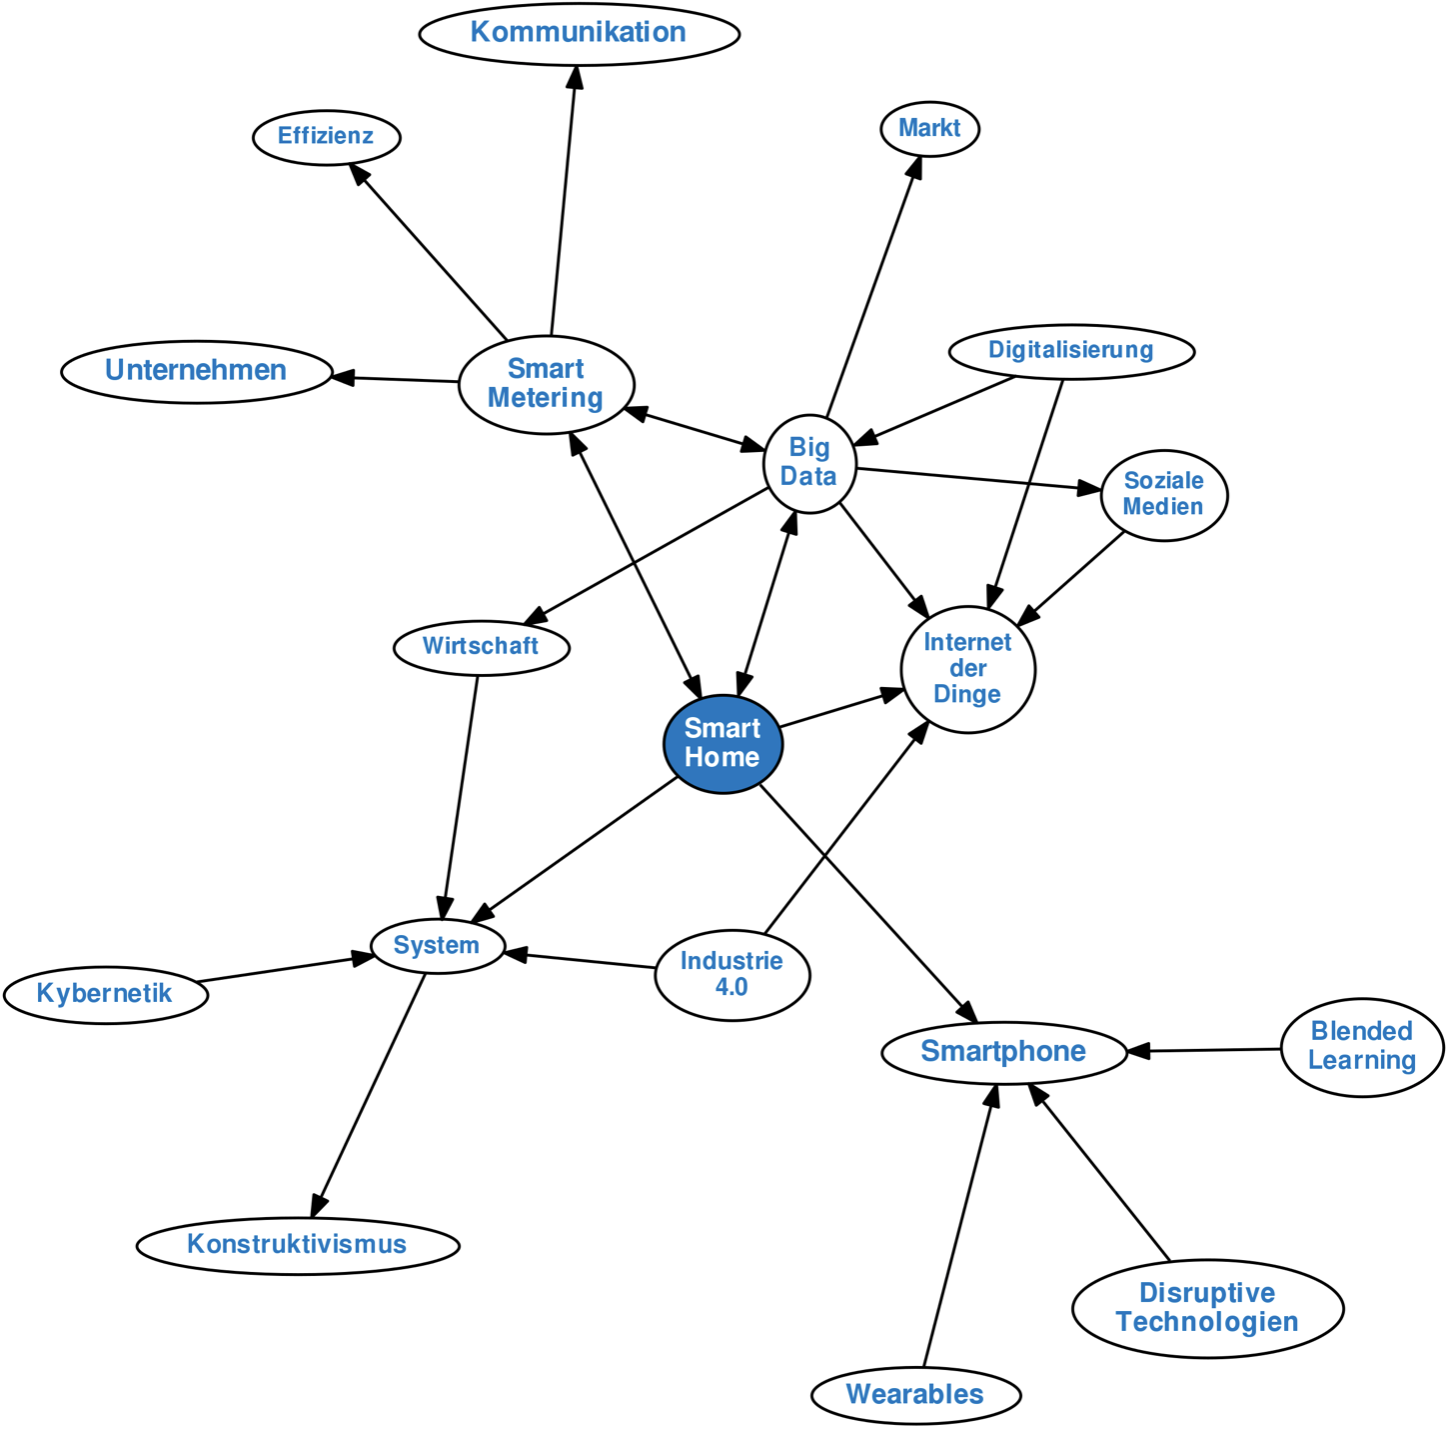 Kommunikation
Effizienz
Markt
Unternehmen
Smart
Metering
Digitalisierung
Big
Data
Soziale
Medien
Wirtschaft
Internet
der
Dinge
Smart
Home
System
Industrie
4.0
Kybernetik
Smartphone
Blended
Learning
Konstruktivismus
Disruptive
Technologien
Wearables